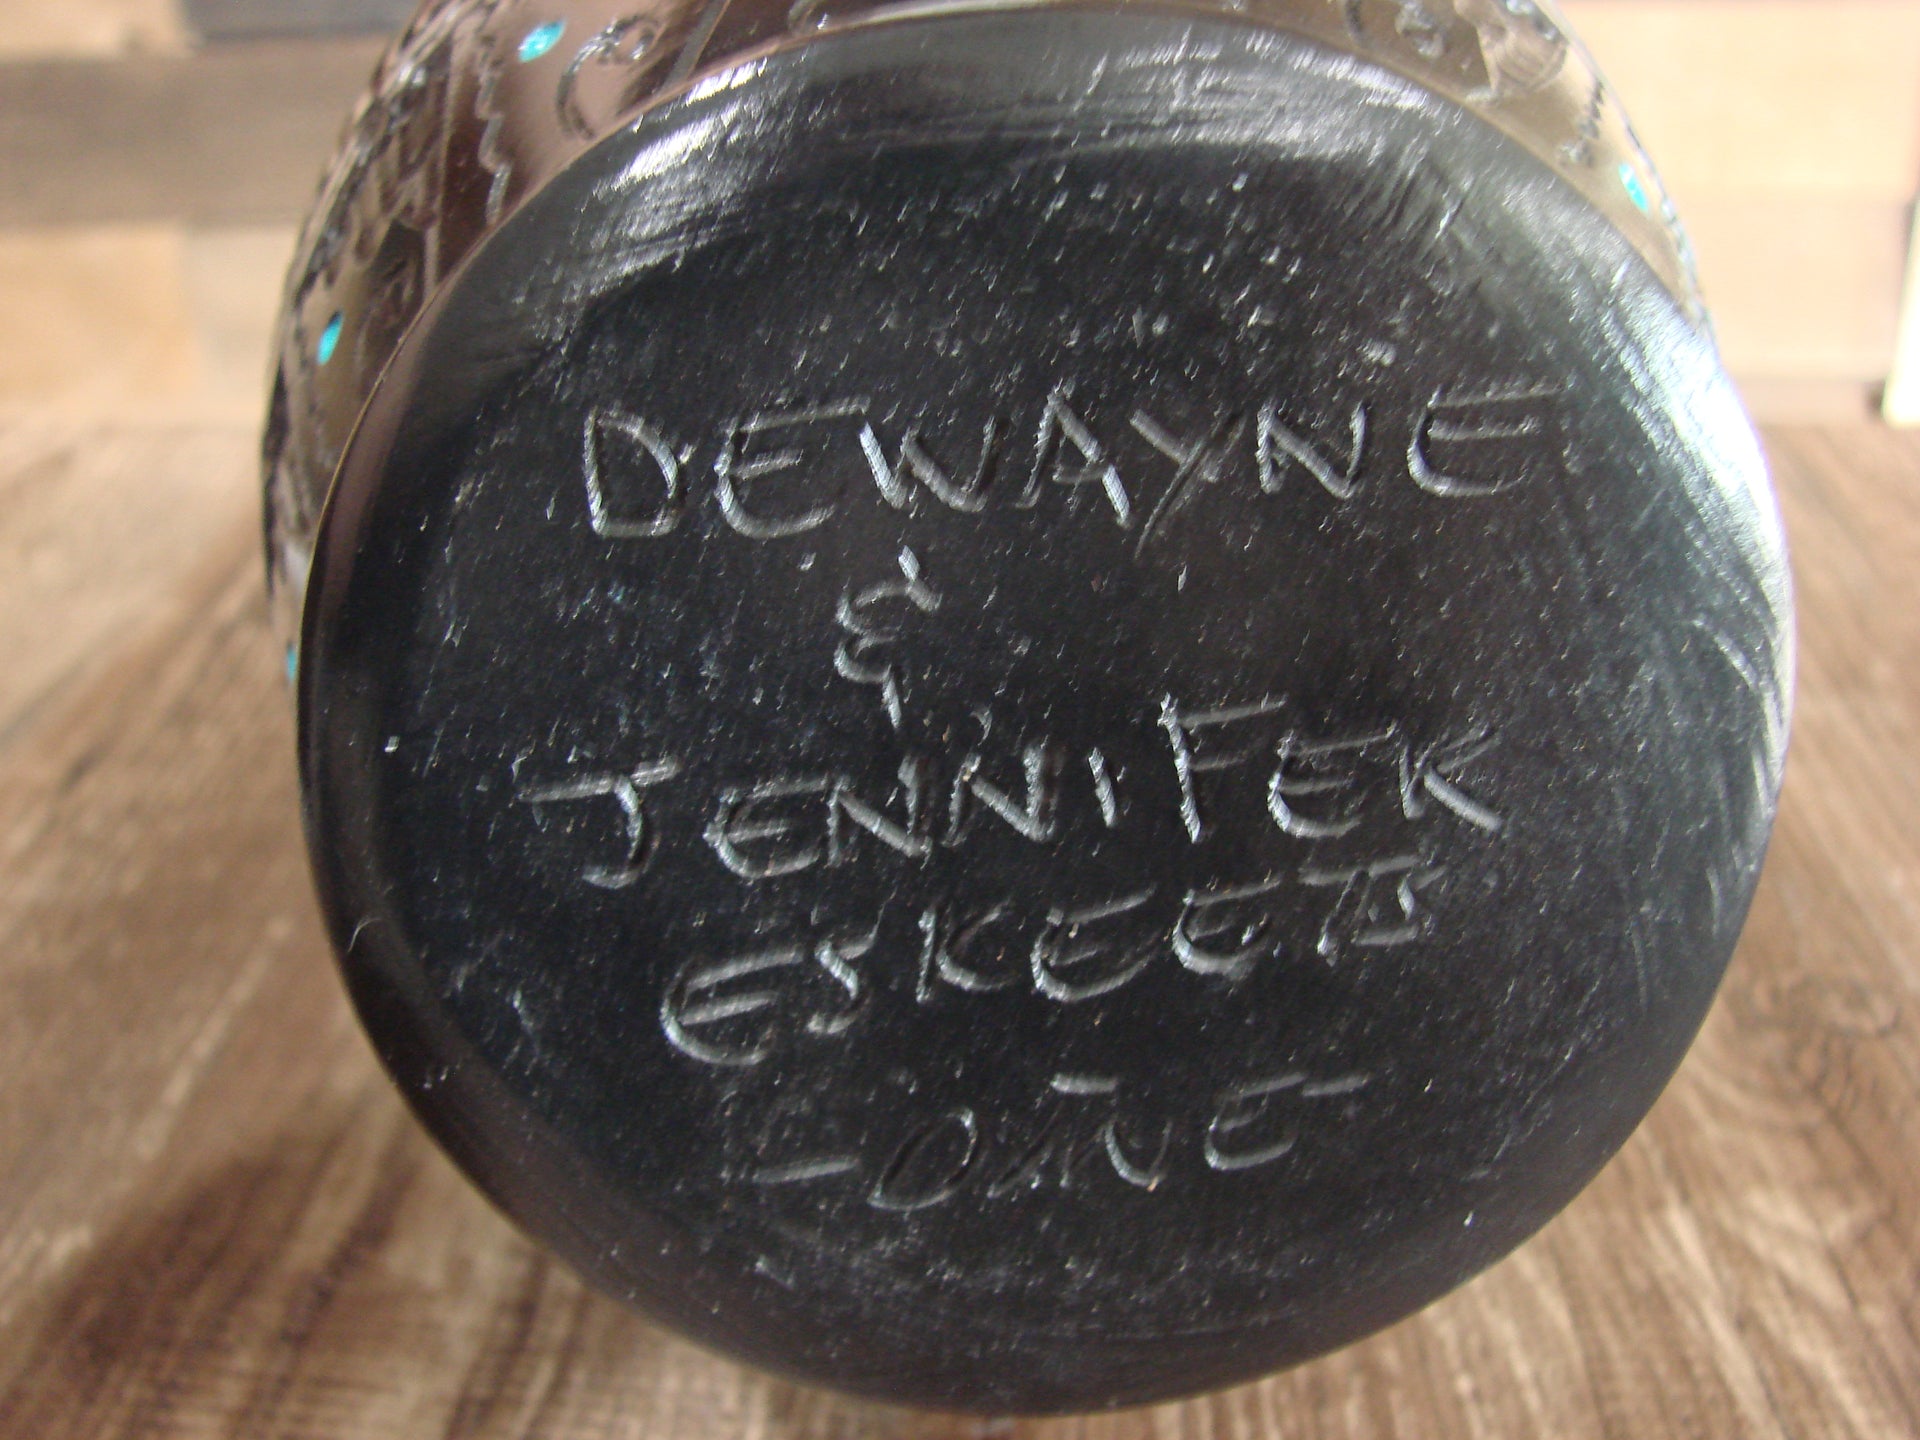 DEWAYNE
&
JENNIFER
ESKEETS
-DINE-